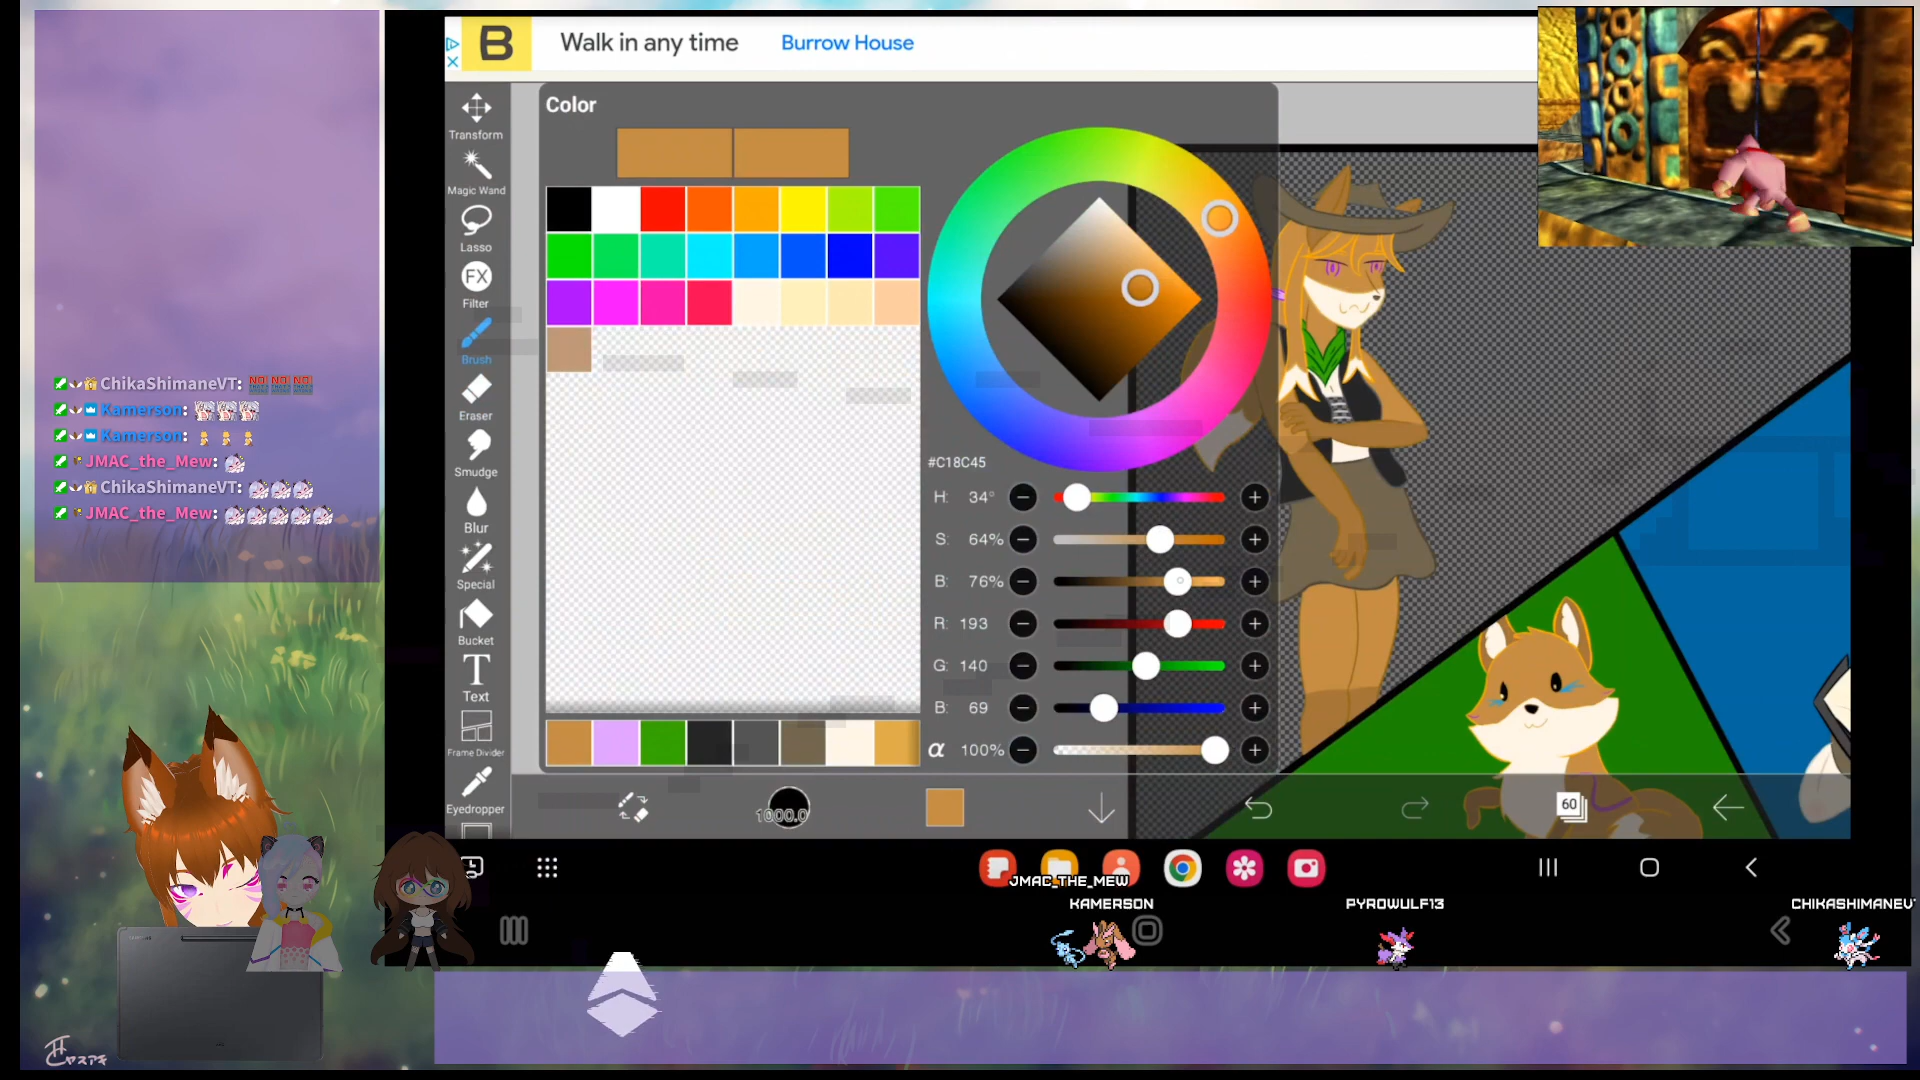 B Walk in any time Burrow House
Color
Transform
Magic Wand
Lasso
FX
Filter
Brush
Eraser
Smudge
Blur
Special
Bucket
T
Text
Frame Divider
Eyedropper
#C18C45
H: 34°
S: 64%
B: 76%
R: 193
G: 140
B: 69
α 100%
1000.0
60
ChikaShimaneVT:
Kamerson:
Kamerson:
JMAC_the_Mew:
ChikaShimaneVT:
JMAC_the_Mew:
JMAC_THE_MEW
KAMERSON
PYROWULF13
CHIKASHIMANEV
SAMSUNG